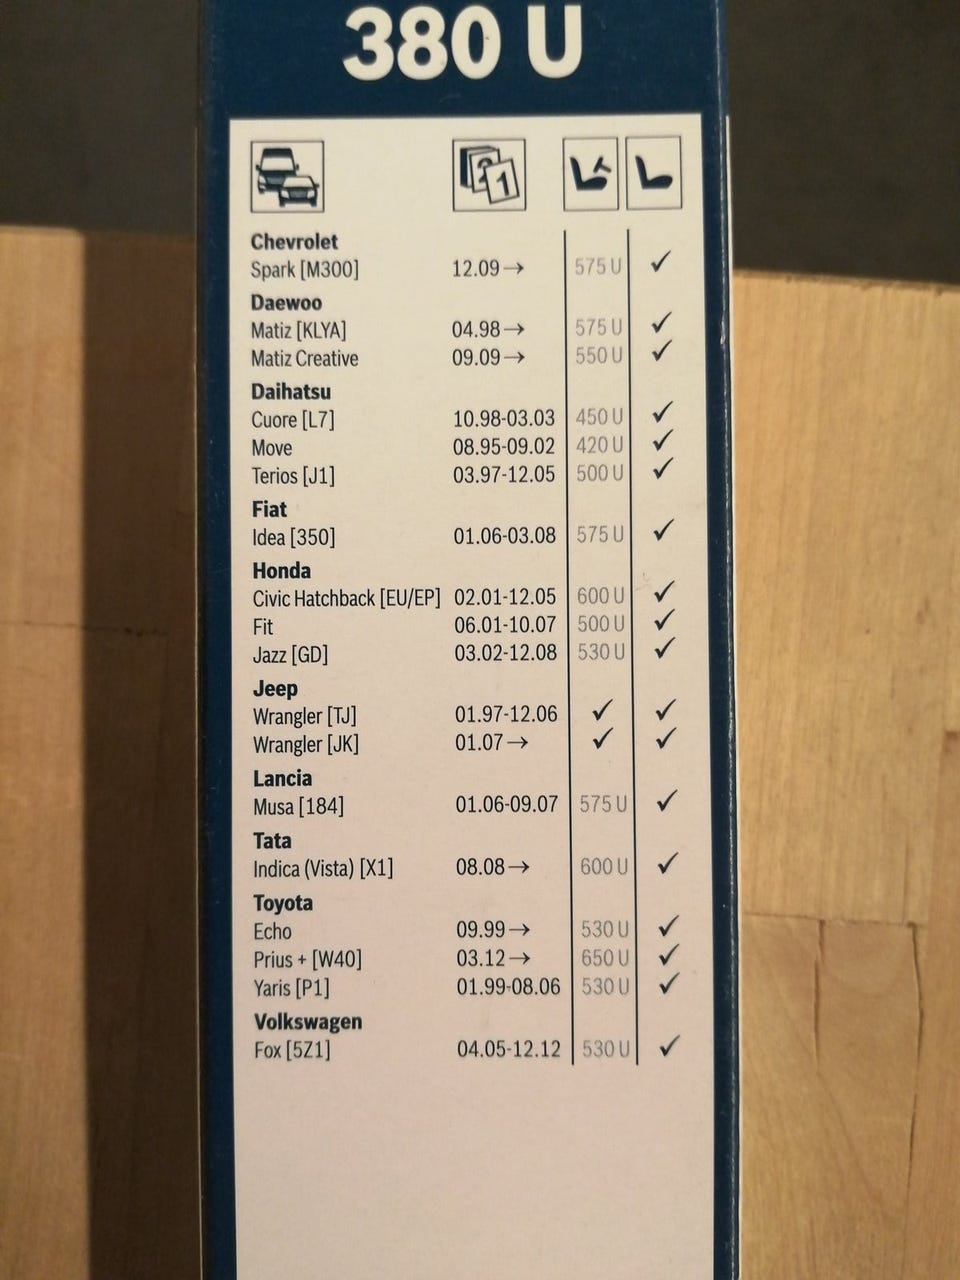 380 U
2 1
Chevrolet
Spark [M300] 12.09→ 575 U ✓
Daewoo
Matiz [KLYA] 04.98→ 575 U ✓
Matiz Creative 09.09→ 550 U ✓
Daihatsu
Cuore [L7] 10.98-03.03 450 U ✓
Move 08.95-09.02 420 U ✓
Terios [J1] 03.97-12.05 500 U ✓
Fiat
Idea [350] 01.06-03.08 575 U ✓
Honda
Civic Hatchback [EU/EP] 02.01-12.05 600 U ✓
Fit 06.01-10.07 500 U ✓
Jazz [GD] 03.02-12.08 530 U ✓
Jeep
Wrangler [TJ] 01.97-12.06 ✓ ✓
Wrangler [JK] 01.07→ ✓ ✓
Lancia
Musa [184] 01.06-09.07 575 U ✓
Tata
Indica (Vista) [X1] 08.08→ 600 U ✓
Toyota
Echo 09.99→ 530 U ✓
Prius + [W40] 03.12→ 650 U ✓
Yaris [P1] 01.99-08.06 530 U ✓
Volkswagen
Fox [5Z1] 04.05-12.12 530 U ✓